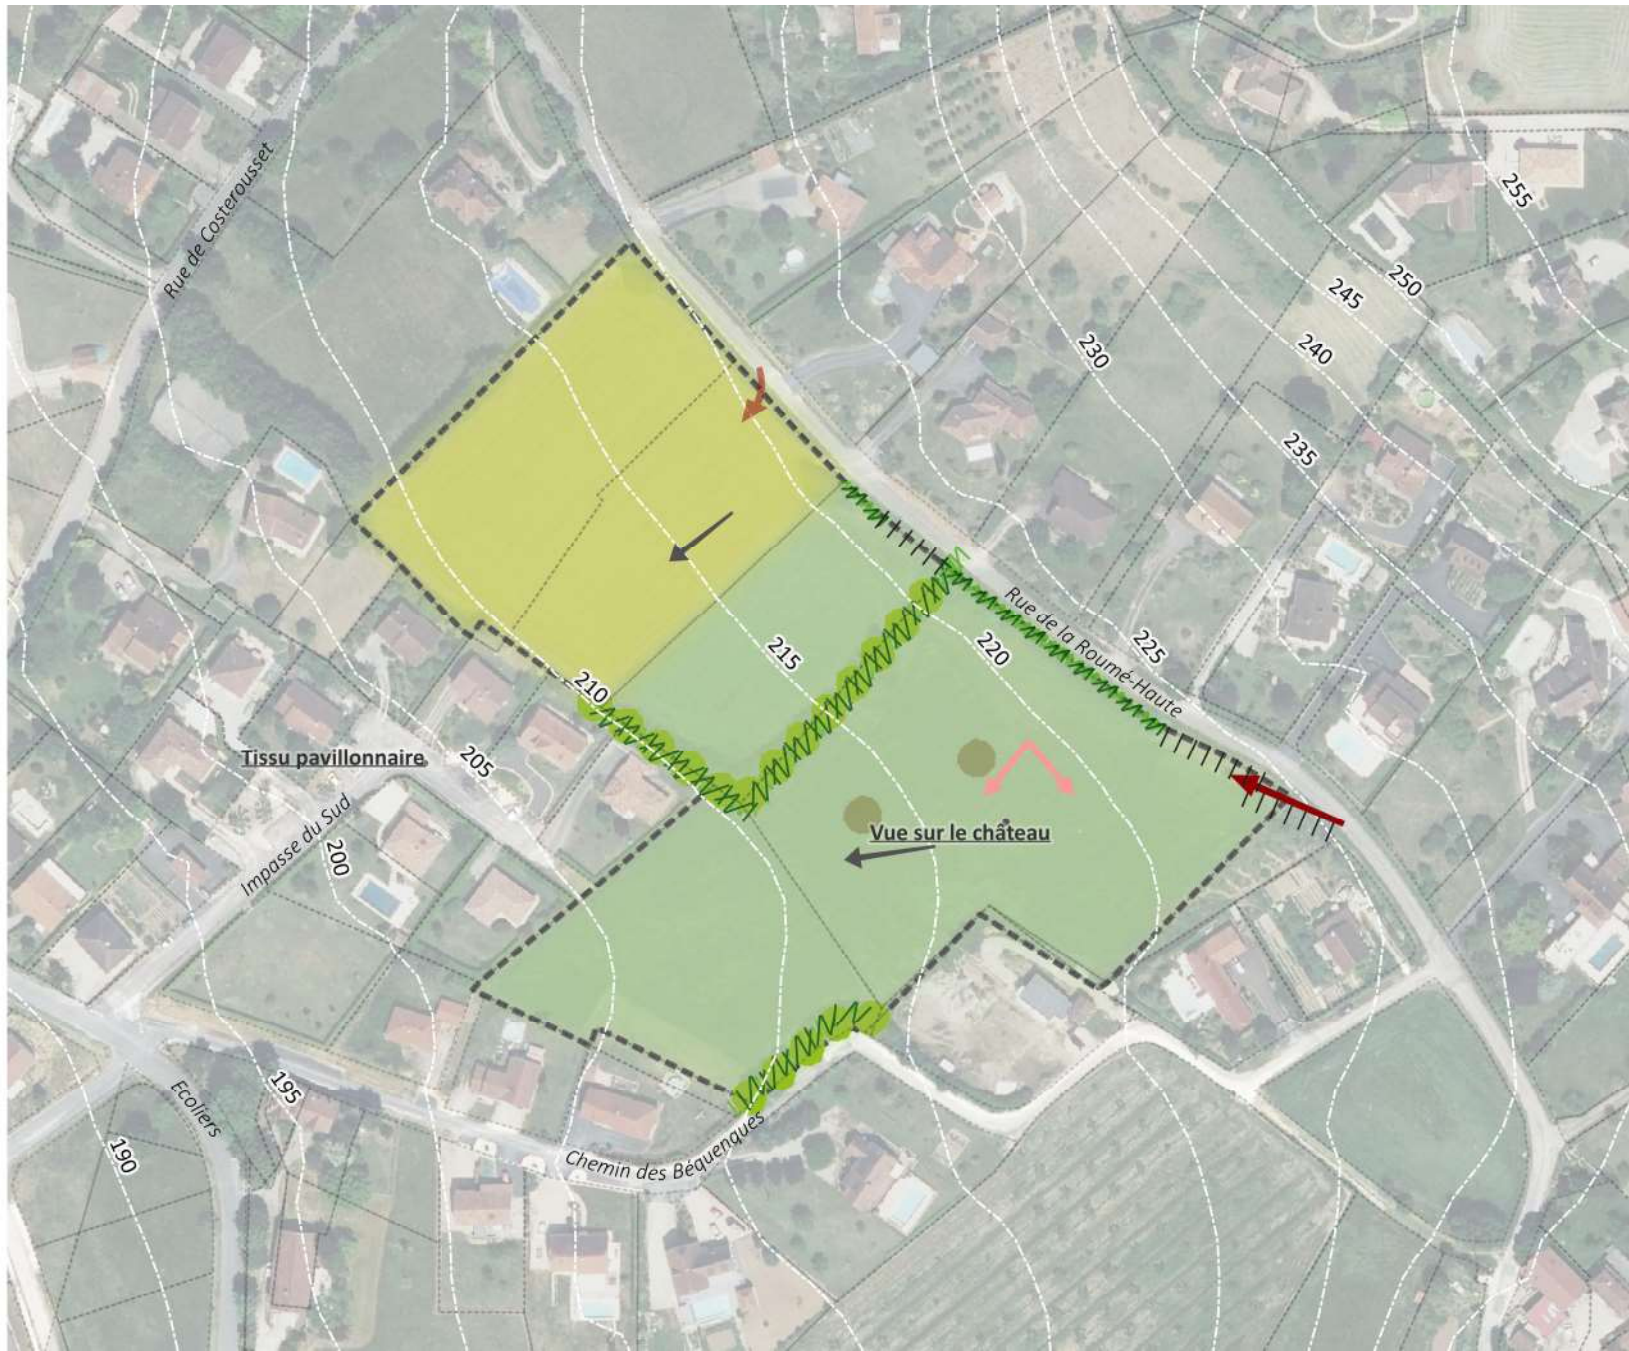 255
250
245
Rue de Costerousset
240
230
235
Rue de la Roumé-Haute
225
220
215
210
Tissu pavillonnaire
205
Vue sur le château
Impasse du Sud
200
195
Ecoliers
190
Chemin des Béquenques